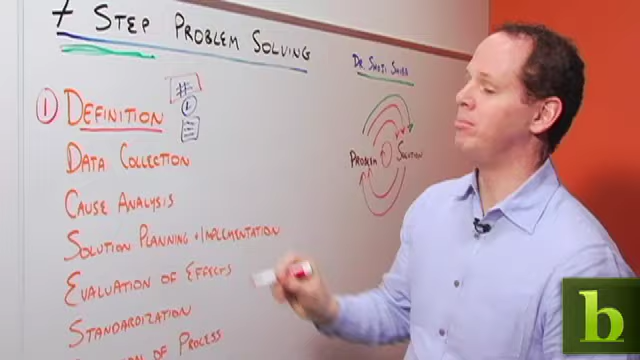 7 STEP PROBLEM SOLVING
DR. SHOJI SHIBA
1 DEFINITION
#
DATA COLLECTION
PROBLEM SOLUTION
CAUSE ANALYSIS
SOLUTION PLANNING + IMPLEMENTATION
EVALUATION OF EFFECTS
STANDARDIZATION
OF PROCESS
b